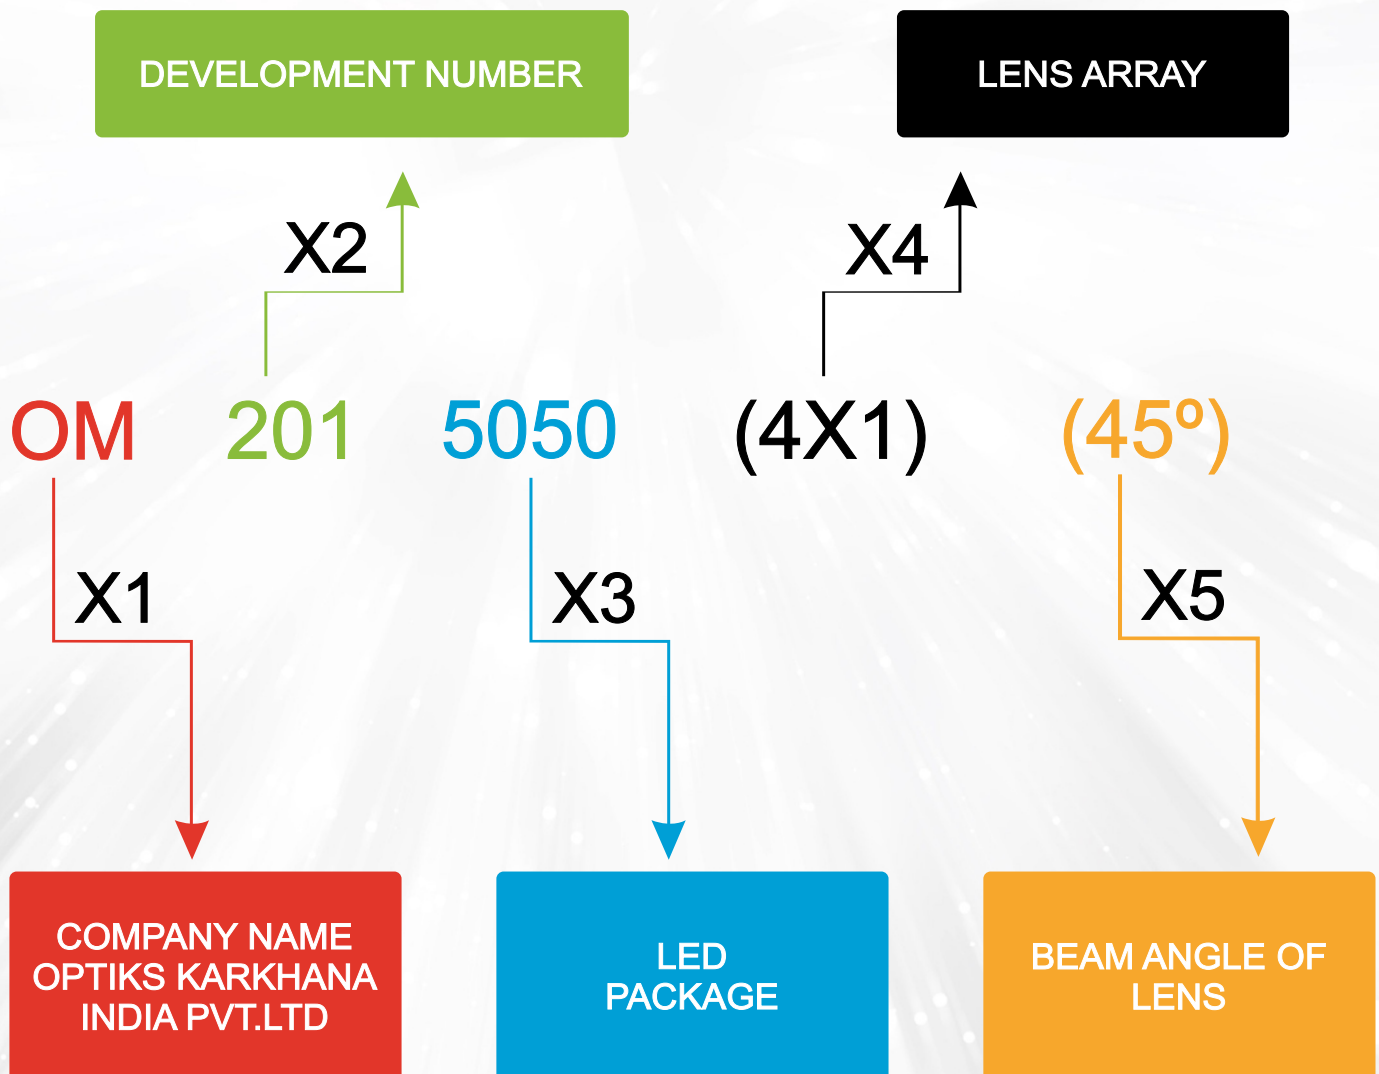 DEVELOPMENT NUMBER
LENS ARRAY
X2
X4
OM 201 5050 (4X1) (45º)
X1
X3
X5
COMPANY NAME
OPTIKS KARKHANA
INDIA PVT.LTD
LED
PACKAGE
BEAM ANGLE OF
LENS